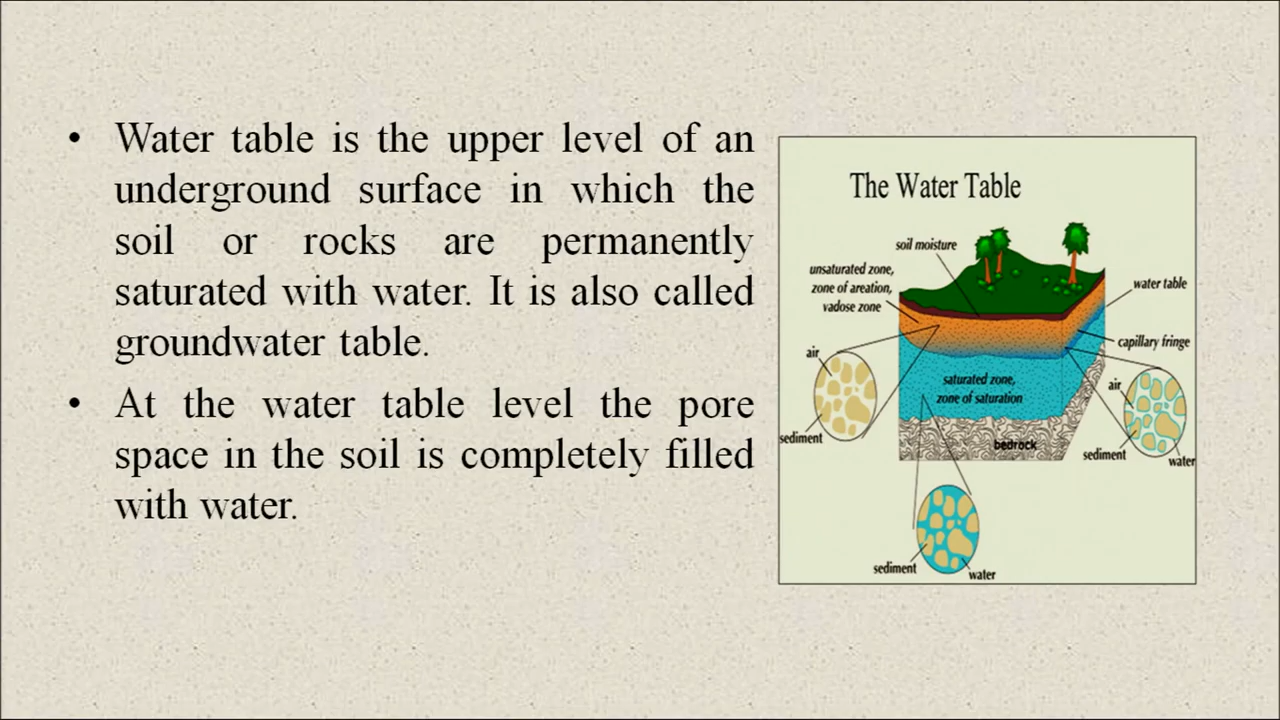 • Water table is the upper level of an
underground surface in which the
soil or rocks are permanently
saturated with water. It is also called
groundwater table.
• At the water table level the pore
space in the soil is completely filled
with water.
The Water Table
soil moisture
unsaturated zone,
zone of areation,
vadose zone
water table
capillary fringe
air
sediment
saturated zone,
zone of saturation
bedrock
air
sediment
water
sediment
water